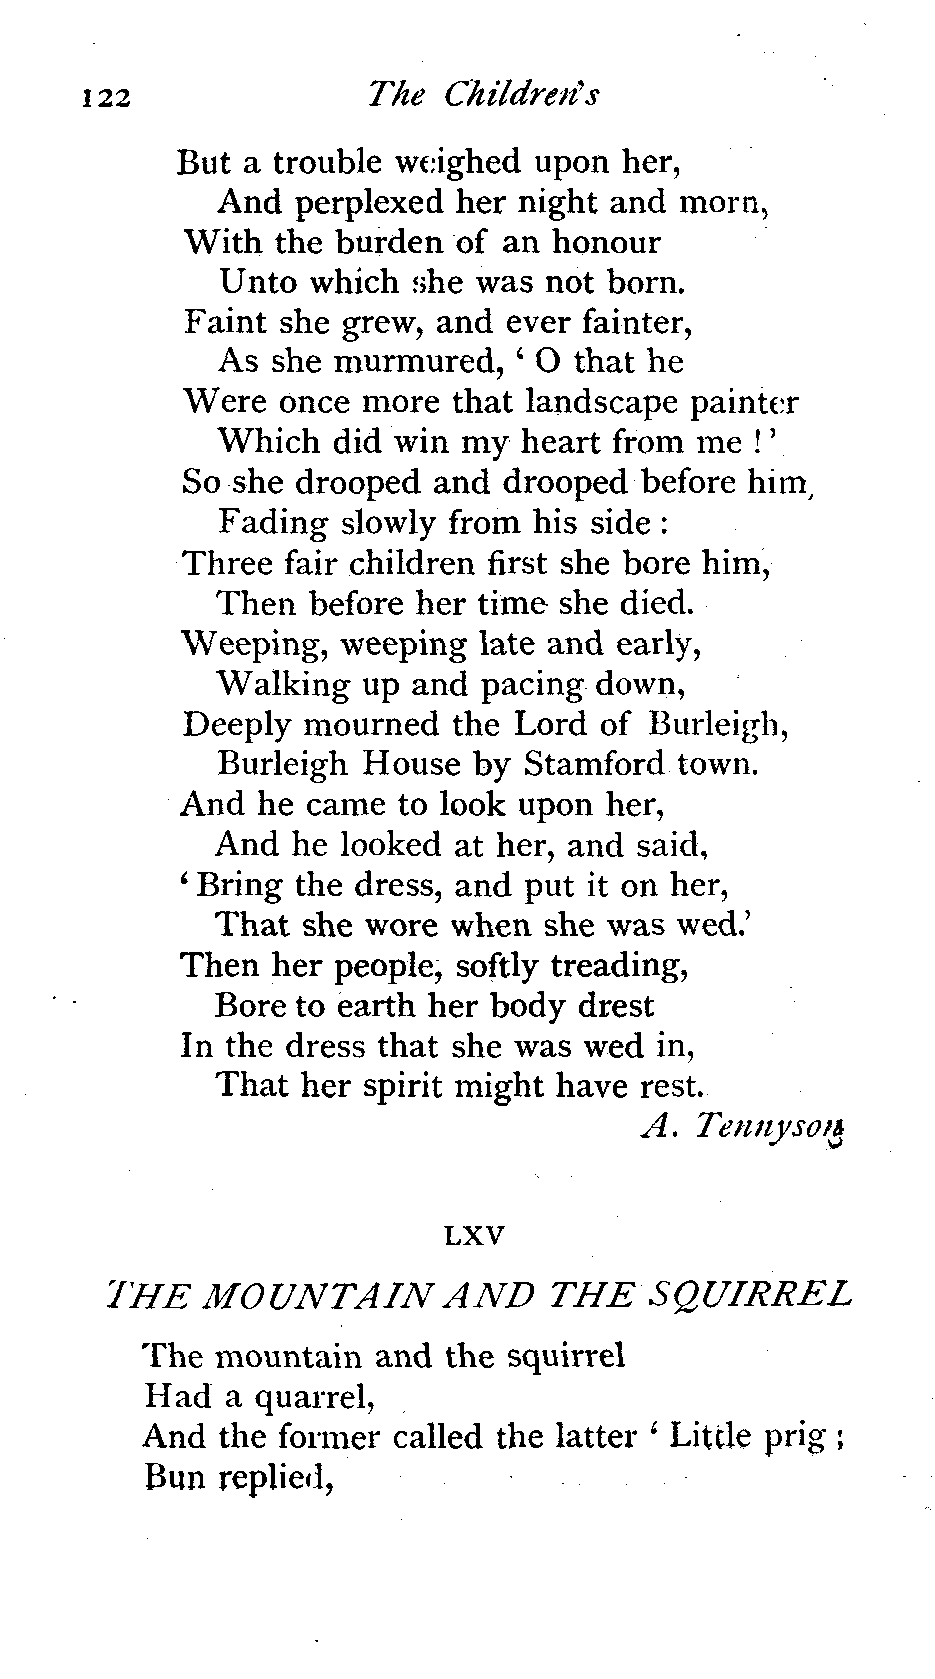 122 The Children's
But a trouble weighed upon her,
And perplexed her night and morn,
With the burden of an honour
Unto which she was not born.
Faint she grew, and ever fainter,
As she murmured, ‘ O that he
Were once more that landscape painter
Which did win my heart from me ! ’
So she drooped and drooped before him,
Fading slowly from his side :
Three fair children first she bore him,
Then before her time she died.
Weeping, weeping late and early,
Walking up and pacing down,
Deeply mourned the Lord of Burleigh,
Burleigh House by Stamford town.
And he came to look upon her,
And he looked at her, and said,
‘ Bring the dress, and put it on her,
That she wore when she was wed.’
Then her people, softly treading,
Bore to earth her body drest
In the dress that she was wed in,
That her spirit might have rest.
A. Tennyson
LXV
THE MOUNTAIN AND THE SQUIRREL
The mountain and the squirrel
Had a quarrel,
And the former called the latter ‘ Little prig ;
Bun replied,